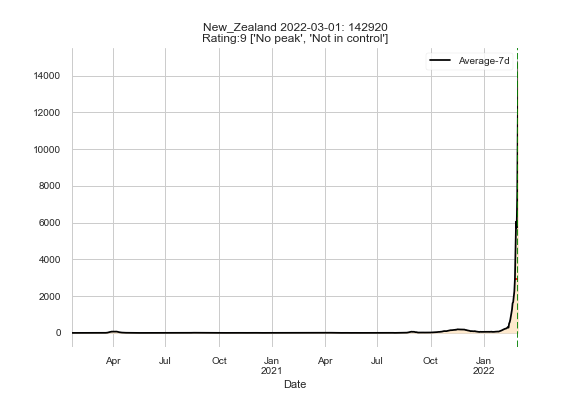 New_Zealand 2022-03-01: 142920
Rating:9 ['No peak', 'Not in control']
Average-7d
14000
12000
10000
8000
6000
4000
2000
0
Apr Jul Oct Jan Apr Jul Oct Jan
2021 2022
Date